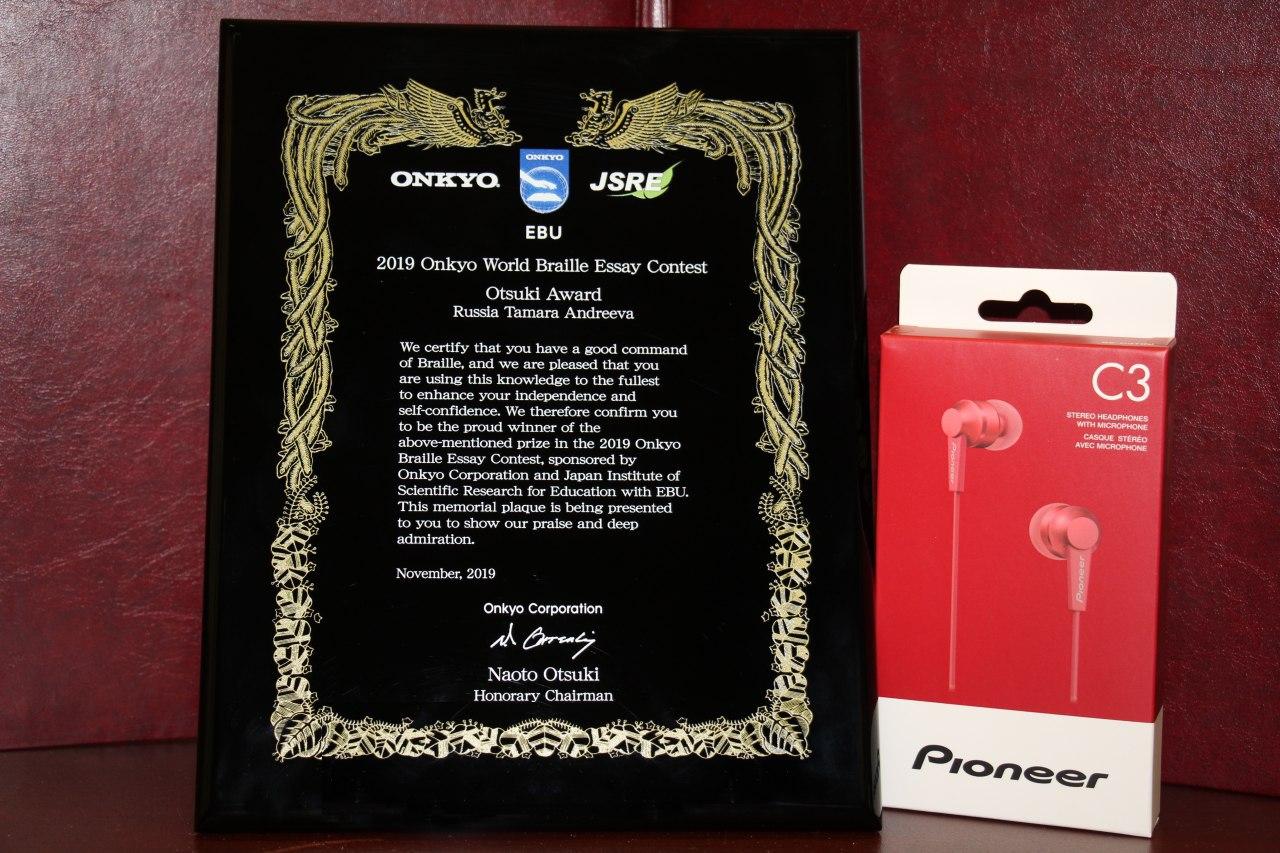 ONKYO
ONKYO
JSRE
EBU
2019 Onkyo World Braille Essay Contest
Otsuki Award
Russia Tamara Andreeva
We certify that you have a good command
of Braille, and we are pleased that you
are using this knowledge to the fullest
to enhance your independence and
self-confidence. We therefore confirm you
to be the proud winner of the
above-mentioned prize in the 2019 Onkyo
Braille Essay Contest, sponsored by
Onkyo Corporation and Japan Institute of
Scientific Research for Education with EBU.
This memorial plaque is being presented
to you to show our praise and deep
admiration.
November, 2019
Onkyo Corporation
Naoto Otsuki
Honorary Chairman
C3
STEREO HEADPHONES
WITH MICROPHONE
CASQUE STÉRÉO
AVEC MICROPHONE
Pioneer
Pioneer
Pioneer